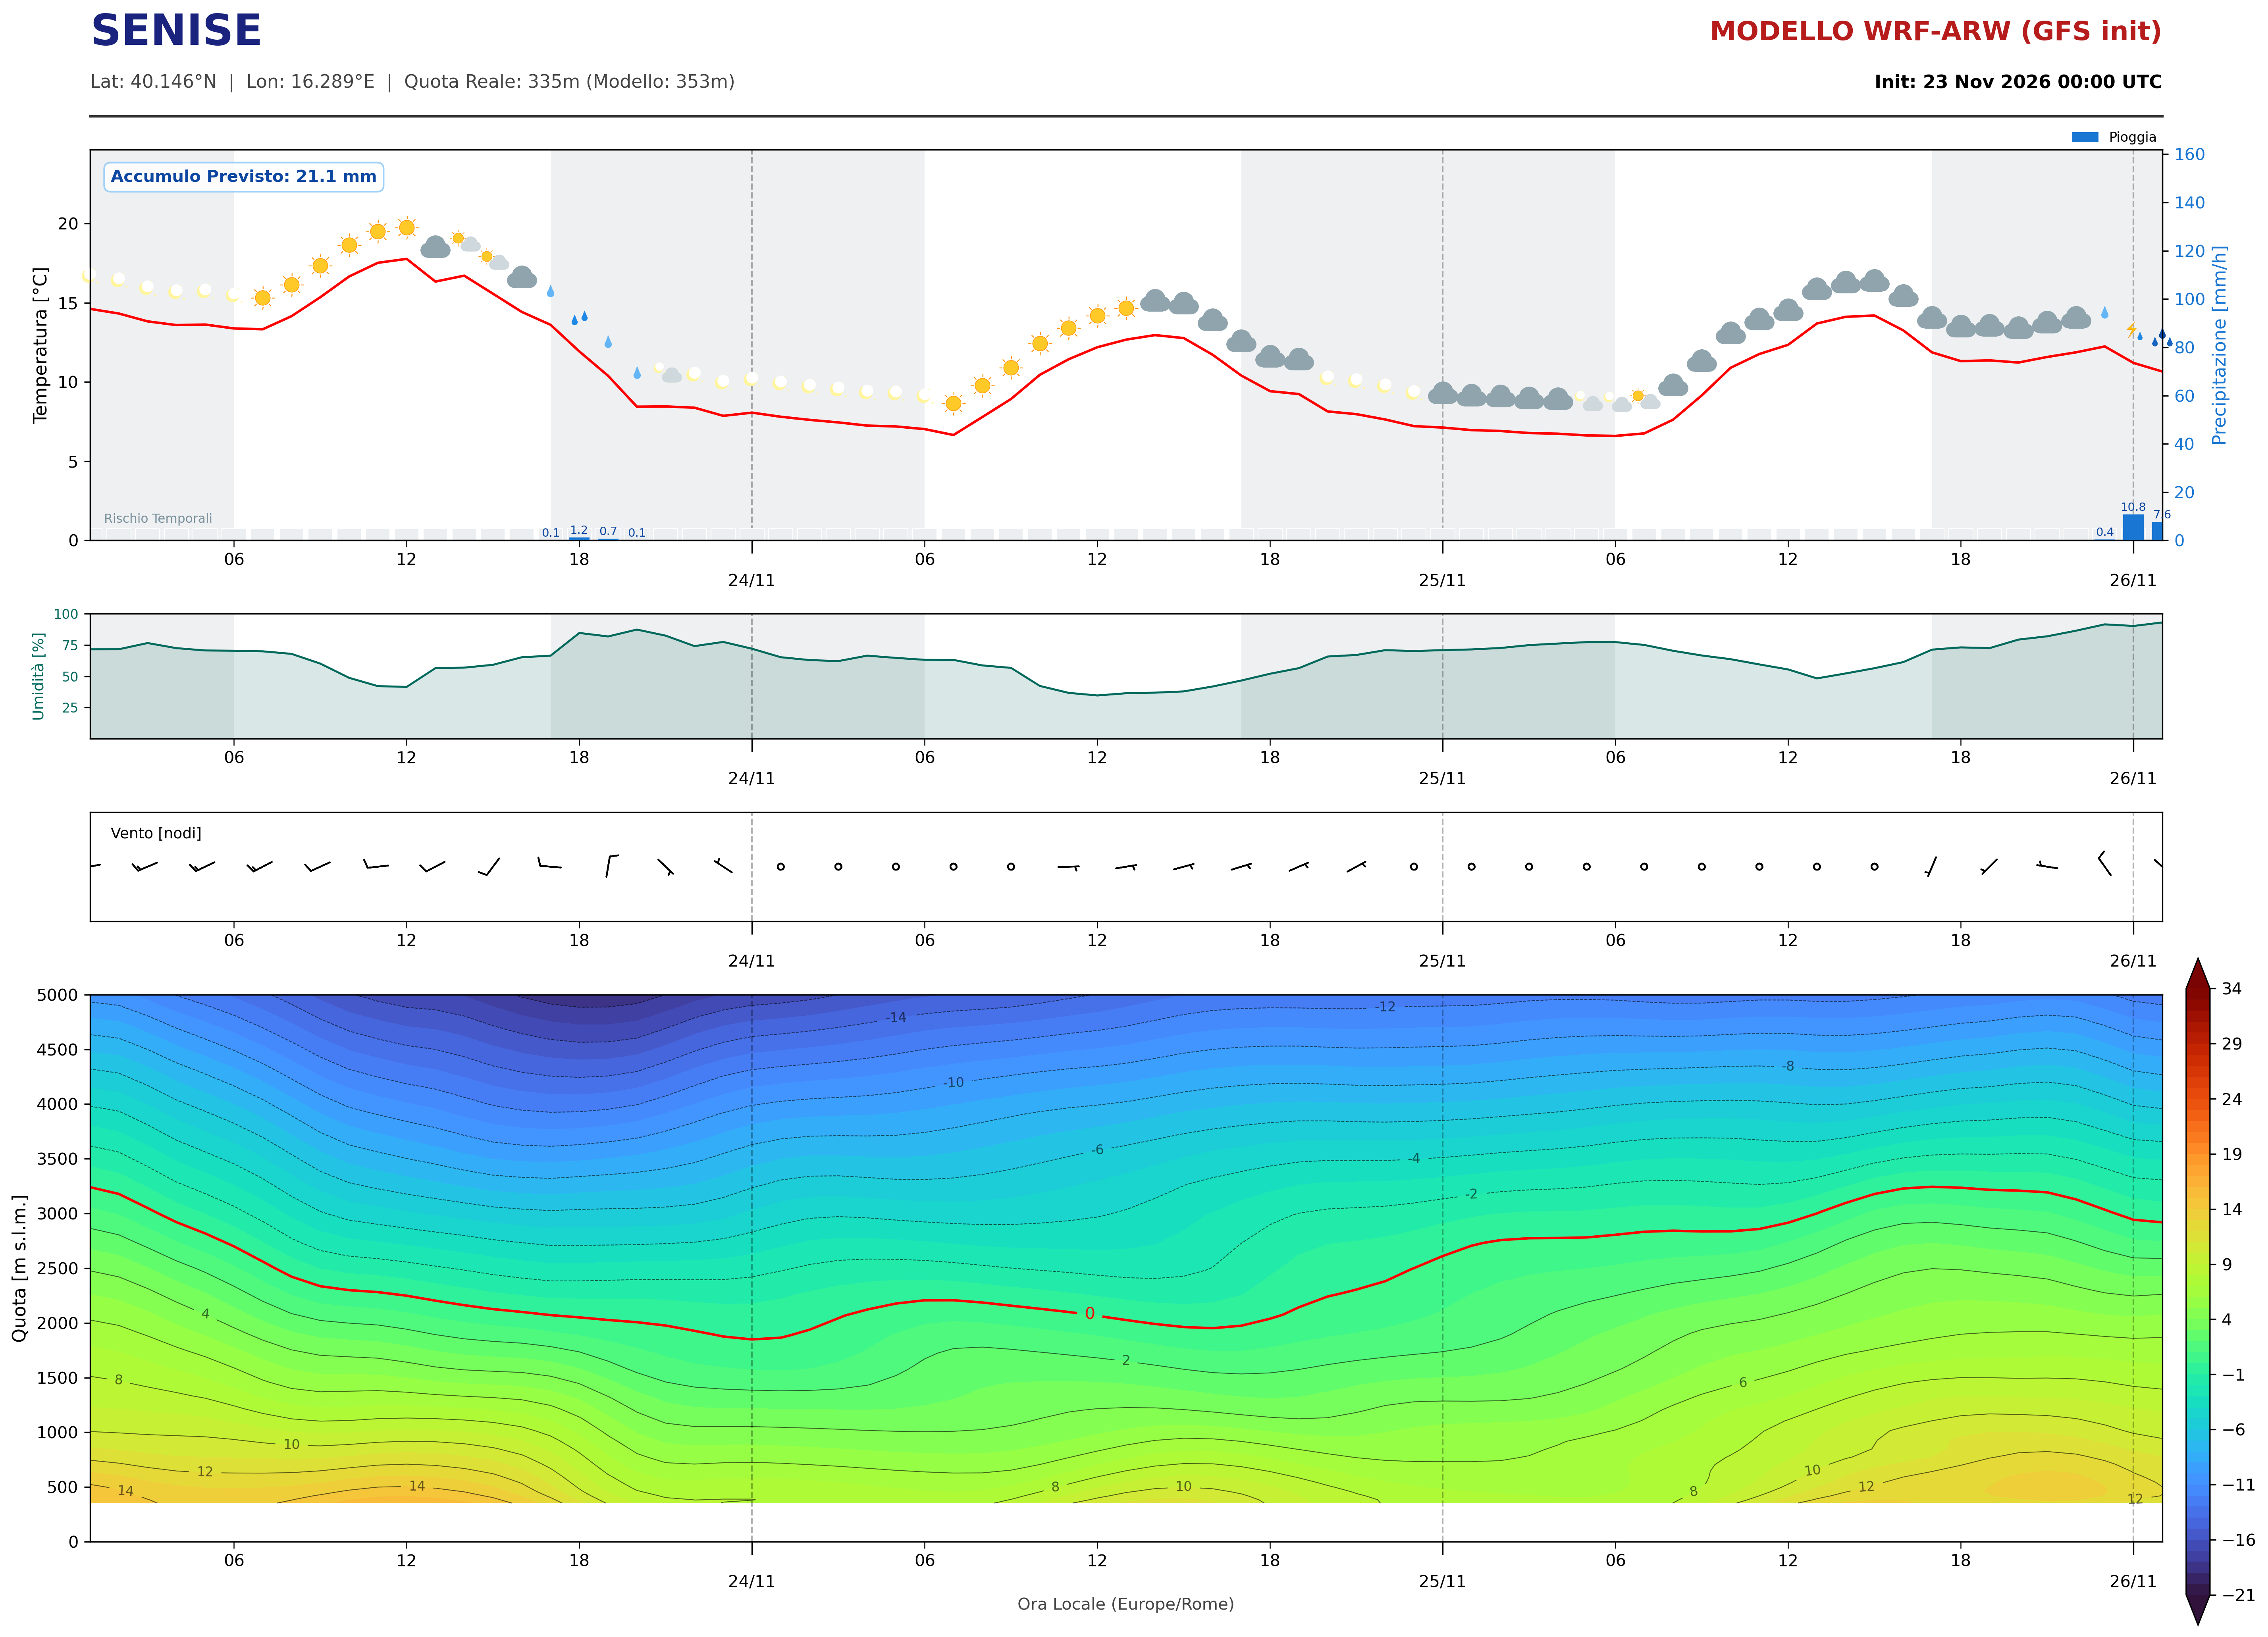 SENISE
MODELLO WRF-ARW (GFS init)
Lat: 40.146°N | Lon: 16.289°E | Quota Reale: 335m (Modello: 353m)
Init: 23 Nov 2026 00:00 UTC
Pioggia
Accumulo Previsto: 21.1 mm
Temperatura [°C]
20
15
10
5
0
Precipitazione [mm/h]
160
140
120
100
80
60
40
20
0
Rischio Temporali
0.1 1.2 0.7 0.1 0.4 10.8 7.6
06 12 18 06 12 18 06 12 18
24/11 25/11 26/11
Umidità [%]
100
75
50
25
06 12 18 06 12 18 06 12 18
24/11 25/11 26/11
Vento [nodi]
06 12 18 06 12 18 06 12 18
24/11 25/11 26/11
Quota [m s.l.m.]
5000
4500
4000
3500
3000
2500
2000
1500
1000
500
0
-14 -12
-10 -8
-6 -4
-2
4 0
2
8 6
10
12 10
14 14 8 10 8 12 12
34
29
24
19
14
9
4
−1
−6
−11
−16
−21
06 12 18 06 12 18 06 12 18
24/11 25/11 26/11
Ora Locale (Europe/Rome)